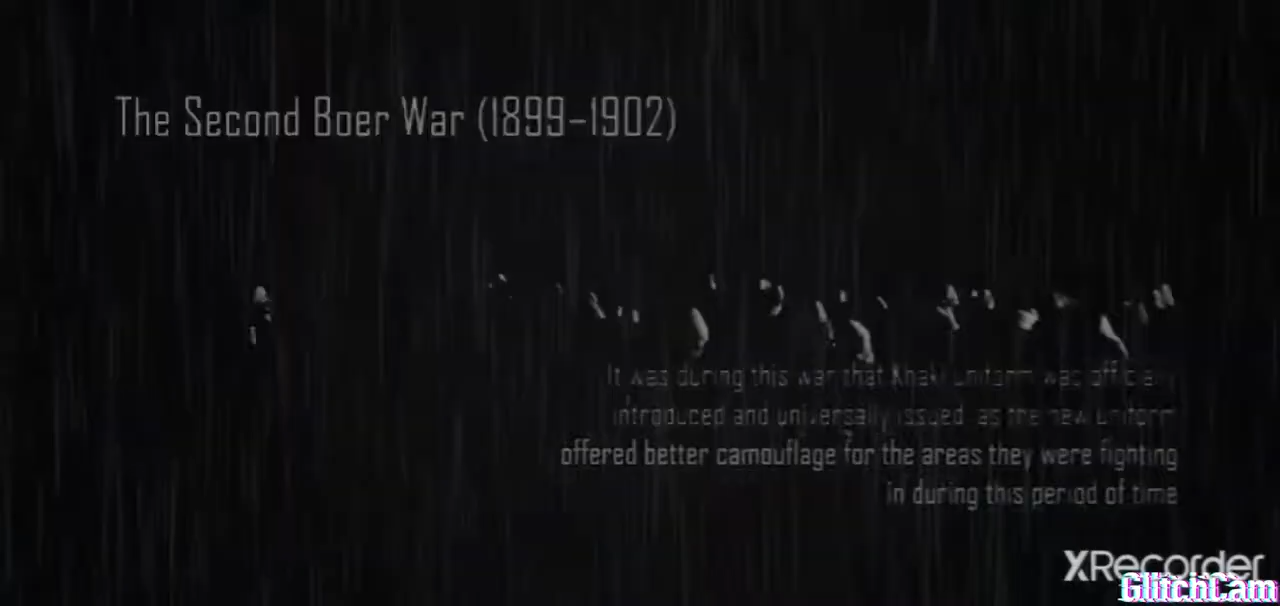 The Second Boer War (1899–1902)
It was during this war that Khaki uniform was officially
introduced and universally issued, as the new uniform
offered better camouflage for the areas they were fighting
in during this period of time
XRecorder
GlitchCam